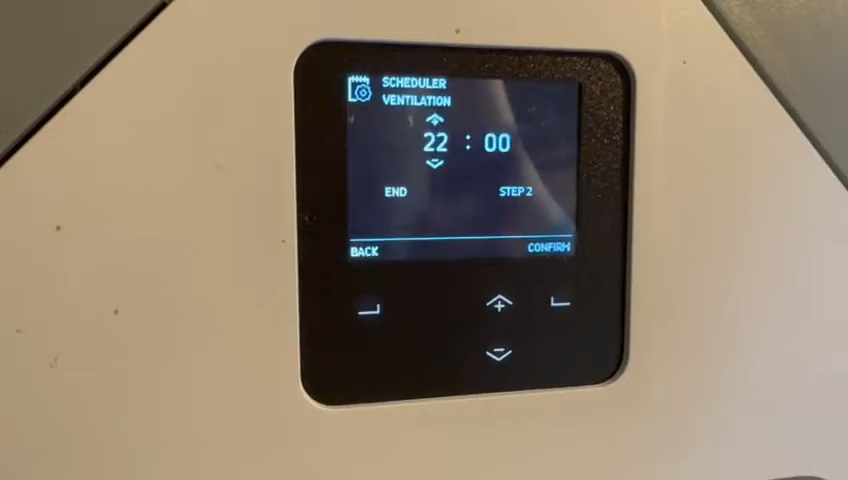 SCHEDULER
VENTILATION
22 : 00
END STEP 2
BACK CONFIRM